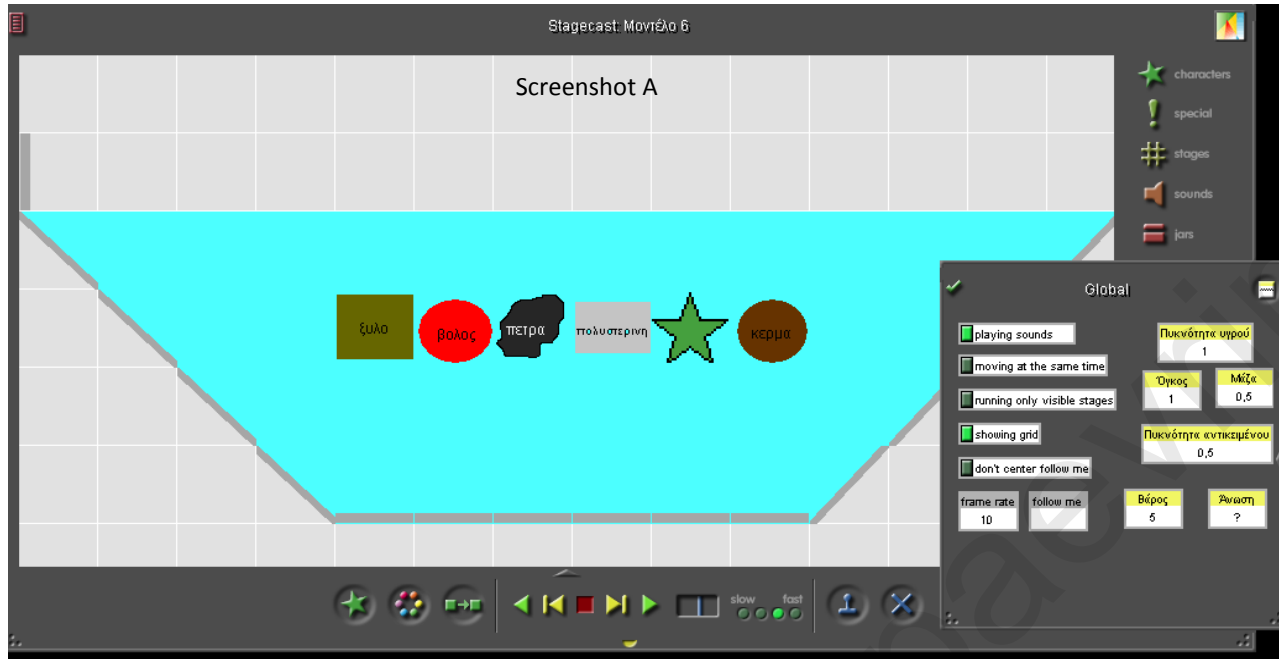 Stagecast: Μοντέλο 6
Screenshot A
characters
special
stages
sounds
jars
ξυλο
βολος
πετρα
πολυστερινη
κερμα
Global
playing sounds
moving at the same time
running only visible stages
showing grid
don't center follow me
frame rate
10
follow me
Πυκνότητα υγρού
1
Όγκος
1
Μάζα
0,5
Πυκνότητα αντικειμένου
0,5
Βάρος
5
Άνωση
?
slow fast